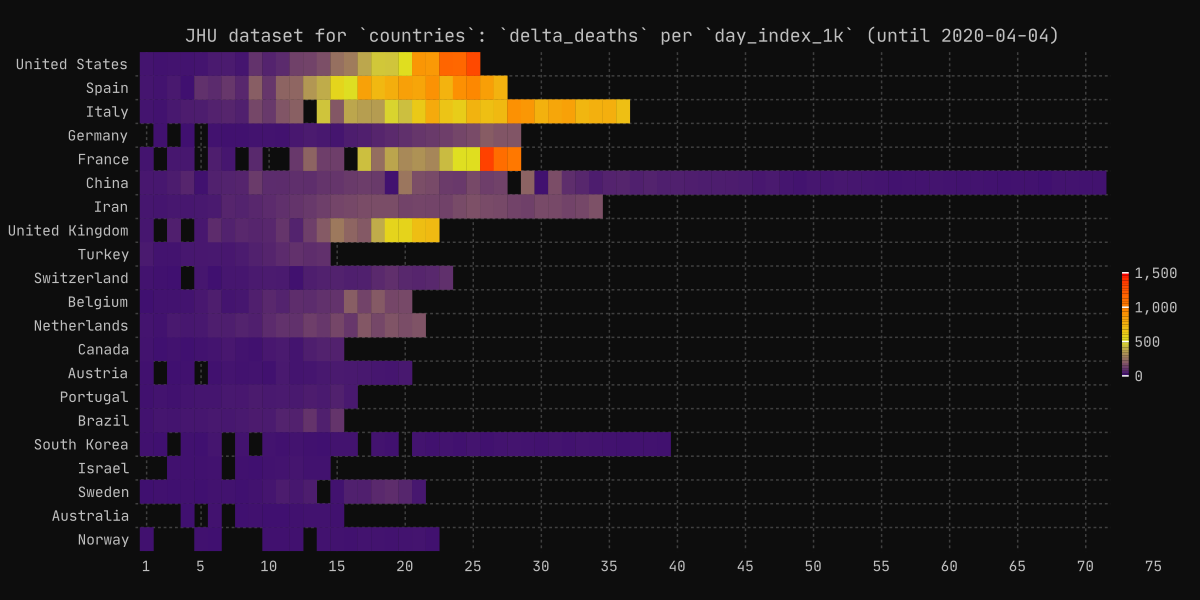 JHU dataset for `countries`: `delta_deaths` per `day_index_1k` (until 2020-04-04)
United States
Spain
Italy
Germany
France
China
Iran
United Kingdom
Turkey
Switzerland
Belgium
Netherlands
Canada
Austria
Portugal
Brazil
South Korea
Israel
Sweden
Australia
Norway
1 5 10 15 20 25 30 35 40 45 50 55 60 65 70 75
1,500
1,000
500
0